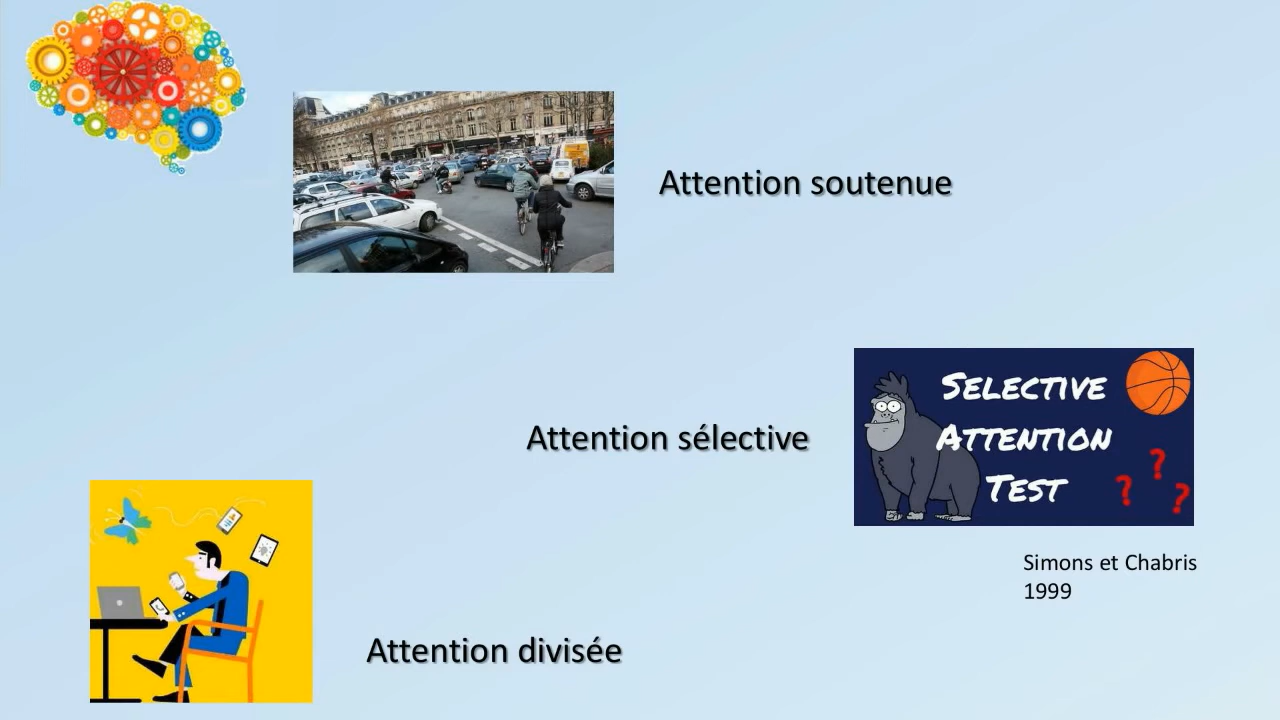 Attention soutenue
Attention sélective
SELECTIVE
ATTENTION
TEST
? ? ?
Simons et Chabris
1999
Attention divisée